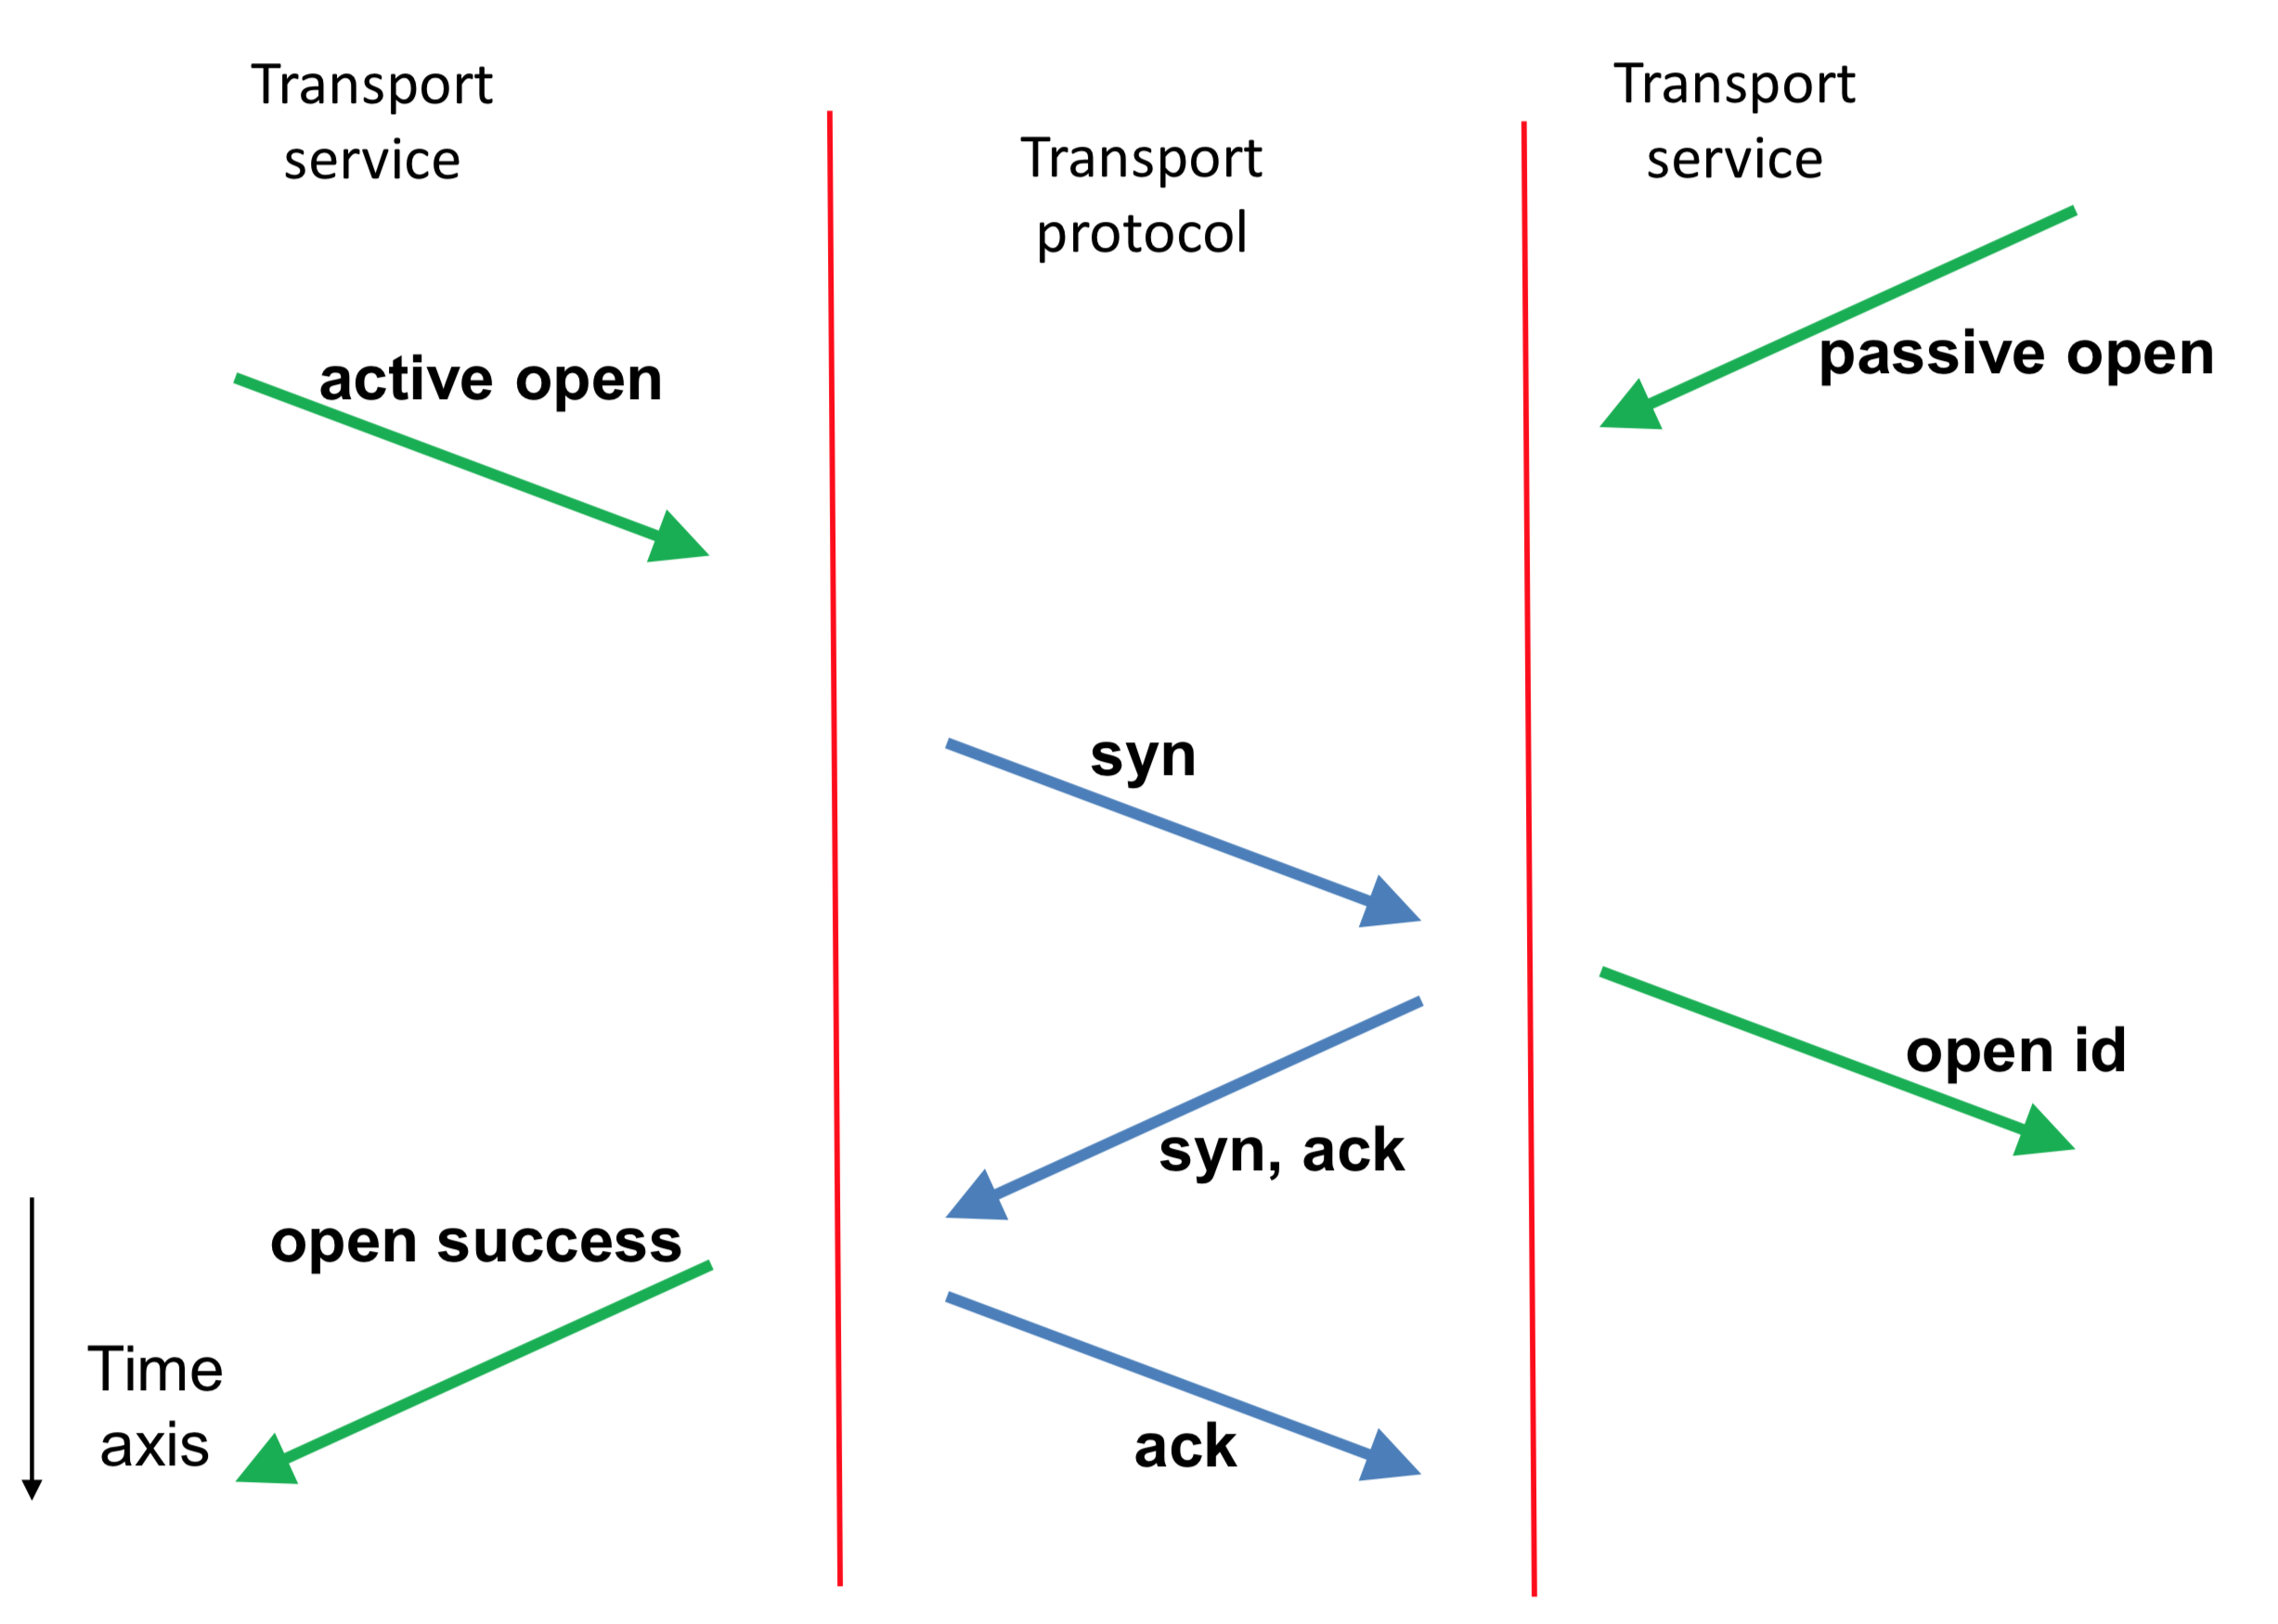 Transport
service
Transport
protocol
Transport
service
active open
passive open
syn
open id
syn, ack
open success
Time
axis
ack